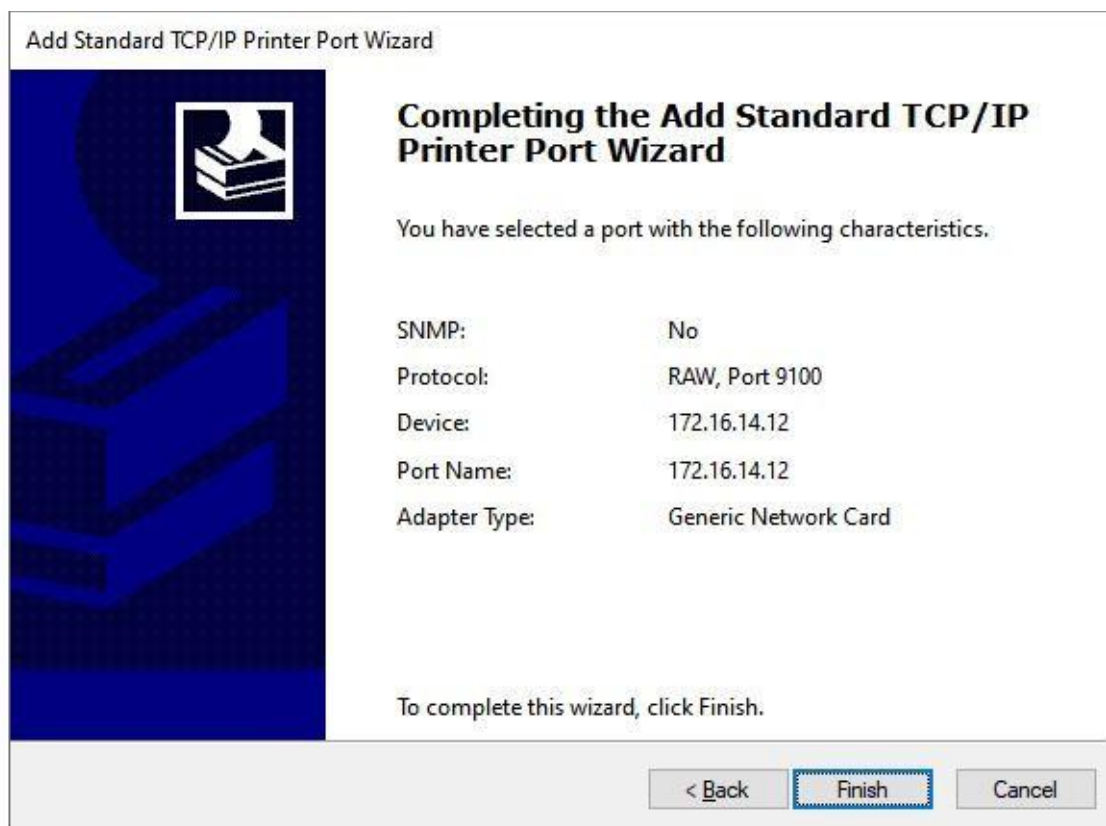 Add Standard TCP/IP Printer Port Wizard
Completing the Add Standard TCP/IP
Printer Port Wizard
You have selected a port with the following characteristics.
SNMP: No
Protocol: RAW, Port 9100
Device: 172.16.14.12
Port Name: 172.16.14.12
Adapter Type: Generic Network Card
To complete this wizard, click Finish.
< Back Finish Cancel